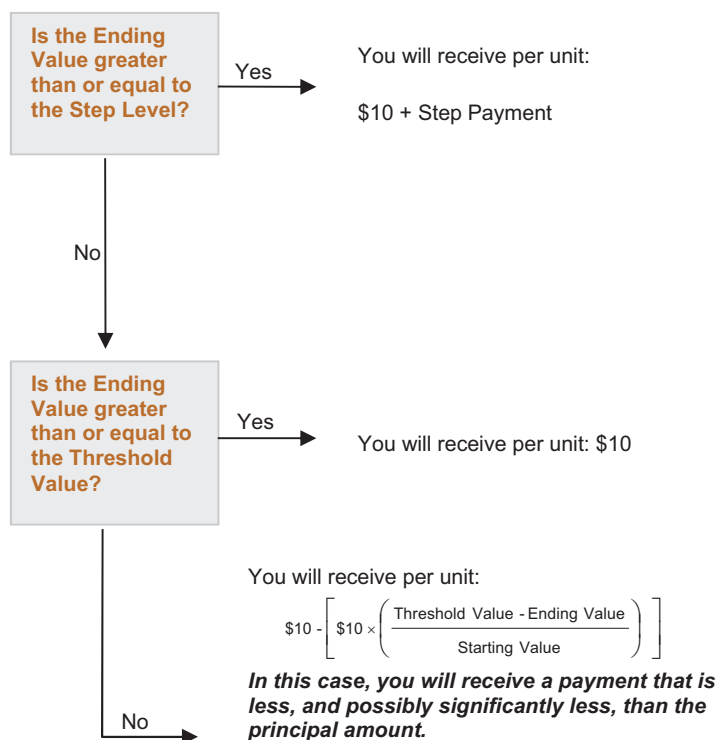 Is the Ending
Value greater
than or equal to
the Step Level?
Yes
You will receive per unit:
$10 + Step Payment
No
Is the Ending
Value greater
than or equal to
the Threshold
Value?
Yes
You will receive per unit: $10
You will receive per unit:
$10 - [ $10 × ( Threshold Value - Ending Value / Starting Value ) ]
In this case, you will receive a payment that is
less, and possibly significantly less, than the
principal amount.
No